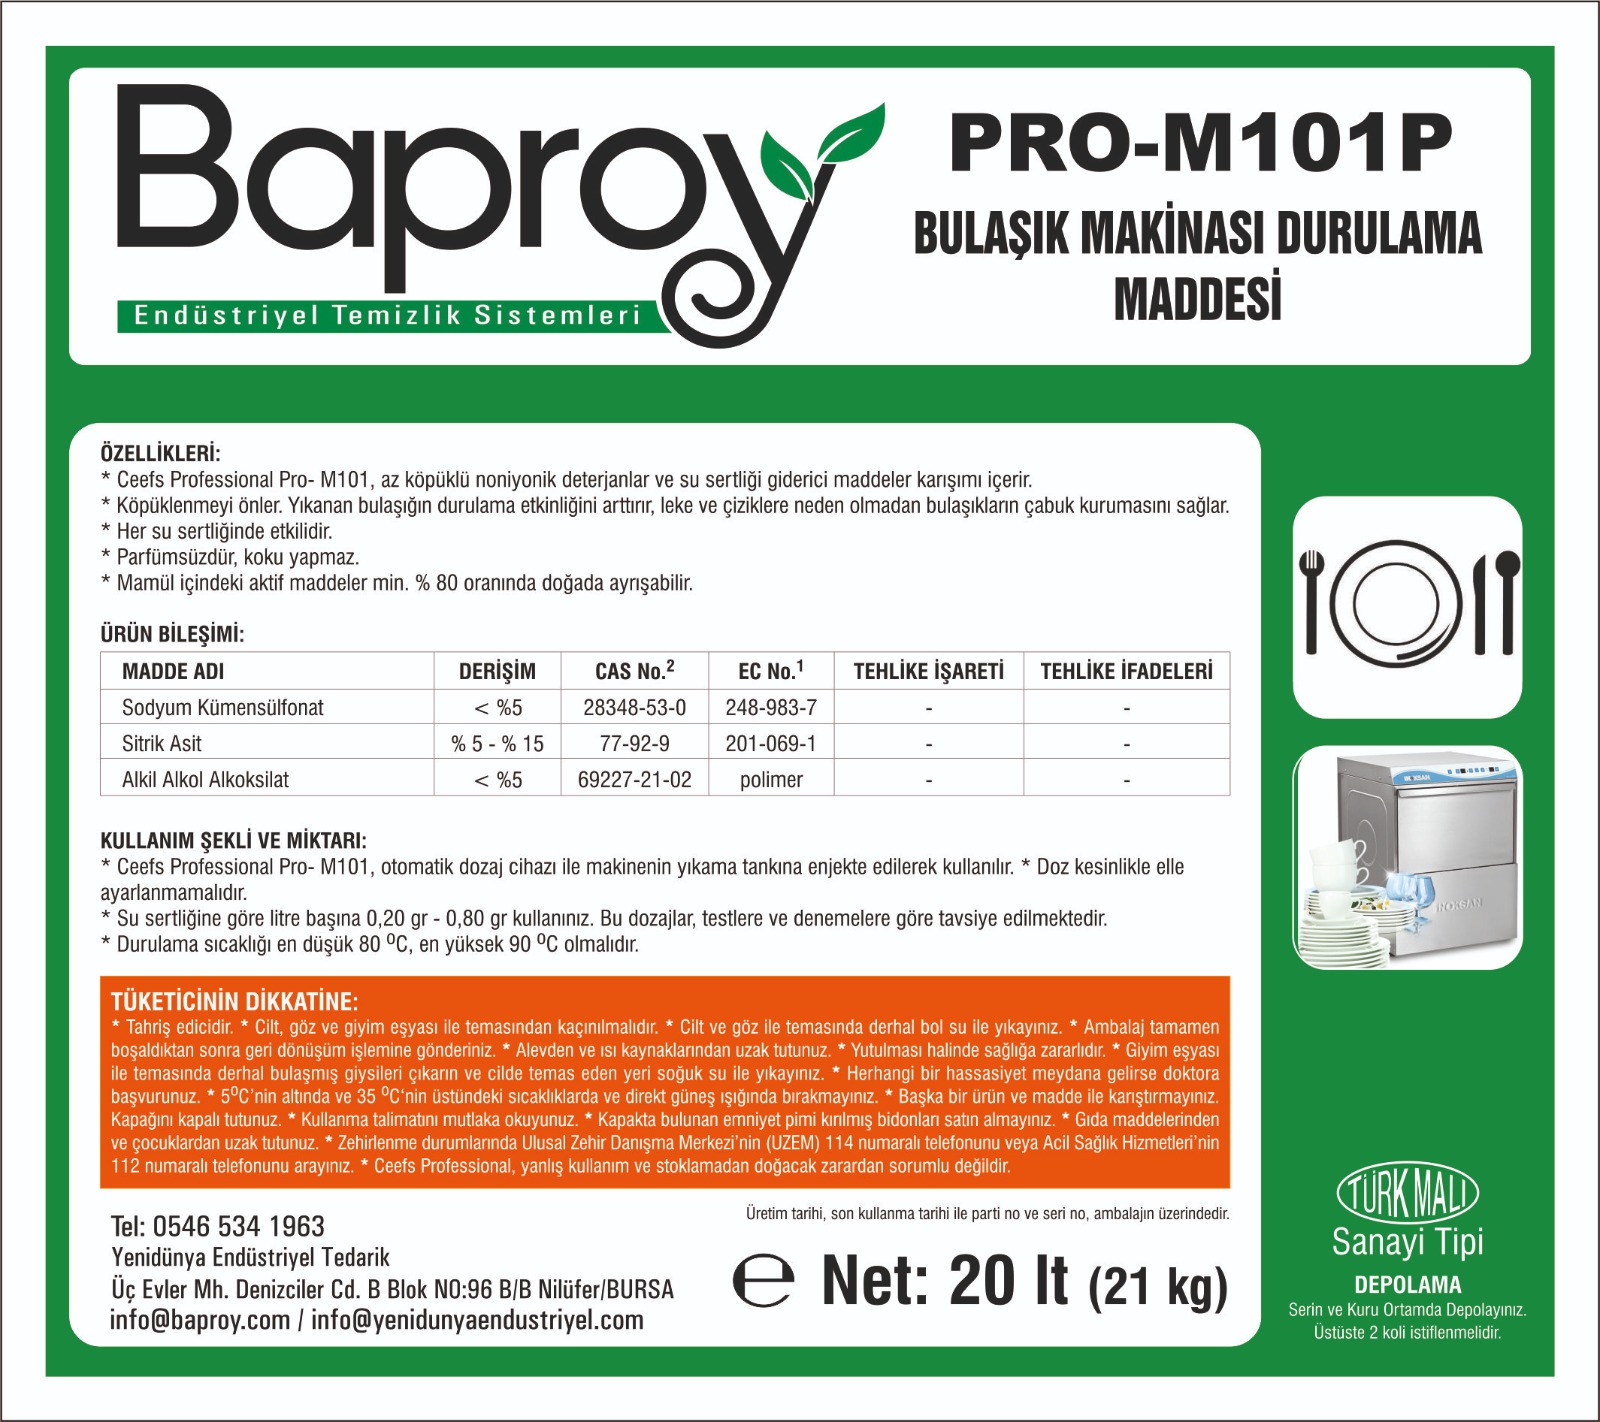 Baproy
Endüstriyel Temizlik Sistemleri
PRO-M101P
BULAŞIK MAKİNASI DURULAMA
MADDESİ
ÖZELLİKLERİ:
* Ceefs Professional Pro- M101, az köpüklü noniyonik deterjanlar ve su sertliği giderici maddeler karışımı içerir.
* Köpüklenmeyi önler. Yıkanan bulaşığın durulama etkinliğini arttırır, leke ve çiziklere neden olmadan bulaşıkların çabuk kurumasını sağlar.
* Her su sertliğinde etkilidir.
* Parfümsüzdür, koku yapmaz.
* Mamül içindeki aktif maddeler min. % 80 oranında doğada ayrışabilir.
ÜRÜN BİLEŞİMİ:
MADDE ADI DERİŞİM CAS No.² EC No.¹ TEHLİKE İŞARETİ TEHLİKE İFADELERİ
Sodyum Kümensülfonat < %5 28348-53-0 248-983-7 - -
Sitrik Asit % 5 - % 15 77-92-9 201-069-1 - -
Alkil Alkol Alkoksilat < %5 69227-21-02 polimer - -
KULLANIM ŞEKLİ VE MİKTARI:
* Ceefs Professional Pro- M101, otomatik dozaj cihazı ile makinenin yıkama tankına enjekte edilerek kullanılır. * Doz kesinlikle elle
ayarlanmamalıdır.
* Su sertliğine göre litre başına 0,20 gr - 0,80 gr kullanınız. Bu dozajlar, testlere ve denemelere göre tavsiye edilmektedir.
* Durulama sıcaklığı en düşük 80 ⁰C, en yüksek 90 ⁰C olmalıdır.
TÜKETİCİNİN DİKKATİNE:
* Tahriş edicidir. * Cilt, göz ve giyim eşyası ile temasından kaçınılmalıdır. * Cilt ve göz ile temasında derhal bol su ile yıkayınız. * Ambalaj tamamen
boşaldıktan sonra geri dönüşüm işlemine gönderiniz. * Alevden ve ısı kaynaklarından uzak tutunuz. * Yutulması halinde sağlığa zararlıdır. * Giyim eşyası
ile temasında derhal bulaşmış giysileri çıkarın ve cilde temas eden yeri soğuk su ile yıkayınız. * Herhangi bir hassasiyet meydana gelirse doktora
başvurunuz. * 5⁰C'nin altında ve 35 ⁰C'nin üstündeki sıcaklıklarda ve direkt güneş ışığında bırakmayınız. * Başka bir ürün ve madde ile karıştırmayınız.
Kapağını kapalı tutunuz. * Kullanma talimatını mutlaka okuyunuz. * Kapakta bulunan emniyet pimi kırılmış bidonları satın almayınız. * Gıda maddelerinden
ve çocuklardan uzak tutunuz. * Zehirlenme durumlarında Ulusal Zehir Danışma Merkezi'nin (UZEM) 114 numaralı telefonunu veya Acil Sağlık Hizmetleri'nin
112 numaralı telefonunu arayınız. * Ceefs Professional, yanlış kullanım ve stoklamadan doğacak zarardan sorumlu değildir.
Üretim tarihi, son kullanma tarihi ile parti no ve seri no, ambalajın üzerindedir.
Tel: 0546 534 1963
Yenidünya Endüstriyel Tedarik
Üç Evler Mh. Denizciler Cd. B Blok NO:96 B/B Nilüfer/BURSA
info@baproy.com / info@yenidunyaendustriyel.com
℮ Net: 20 lt (21 kg)
INOKSAN
INOKSAN
TÜRK MALI
Sanayi Tipi
DEPOLAMA
Serin ve Kuru Ortamda Depolayınız.
Üstüste 2 koli istiflenmelidir.